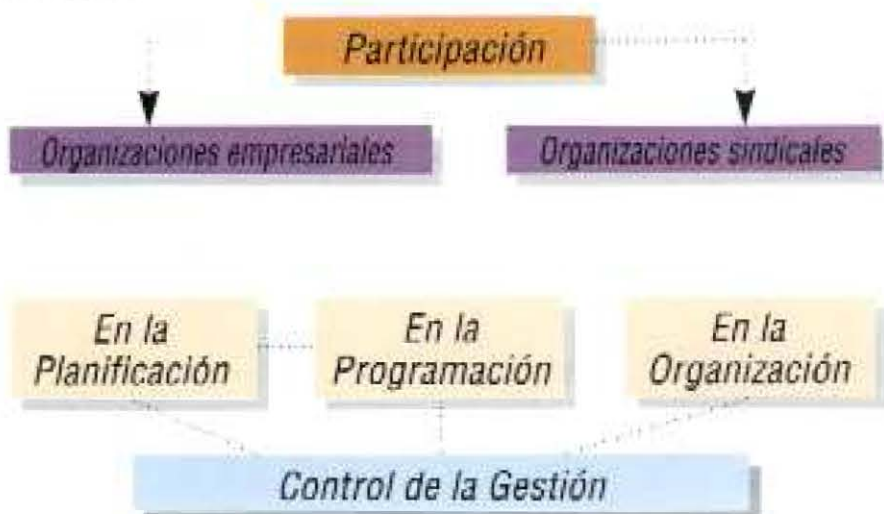 Participación
Organizaciones empresariales
Organizaciones sindicales
En la
Planificación
En la
Programación
En la
Organización
Control de la Gestión